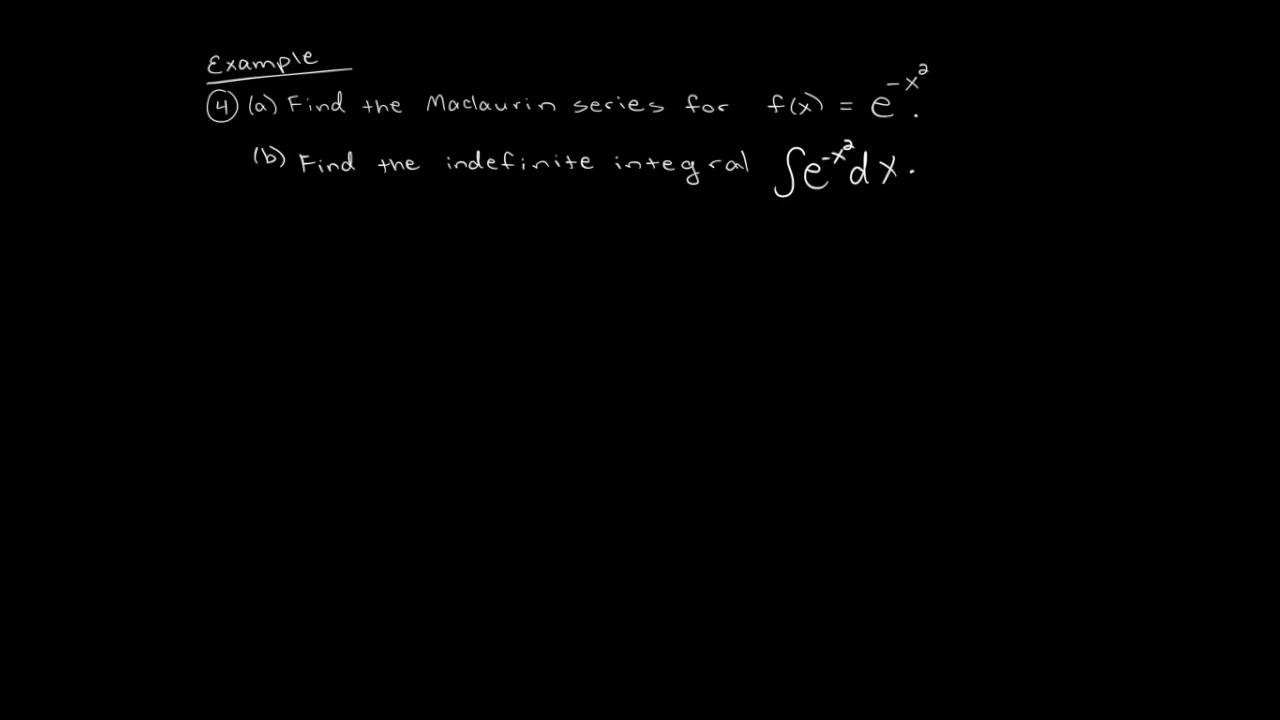 Example
④ (a) Find the Maclaurin series for f(x) = e^{-x^2}.
(b) Find the indefinite integral ∫e^{-x^2}dx.